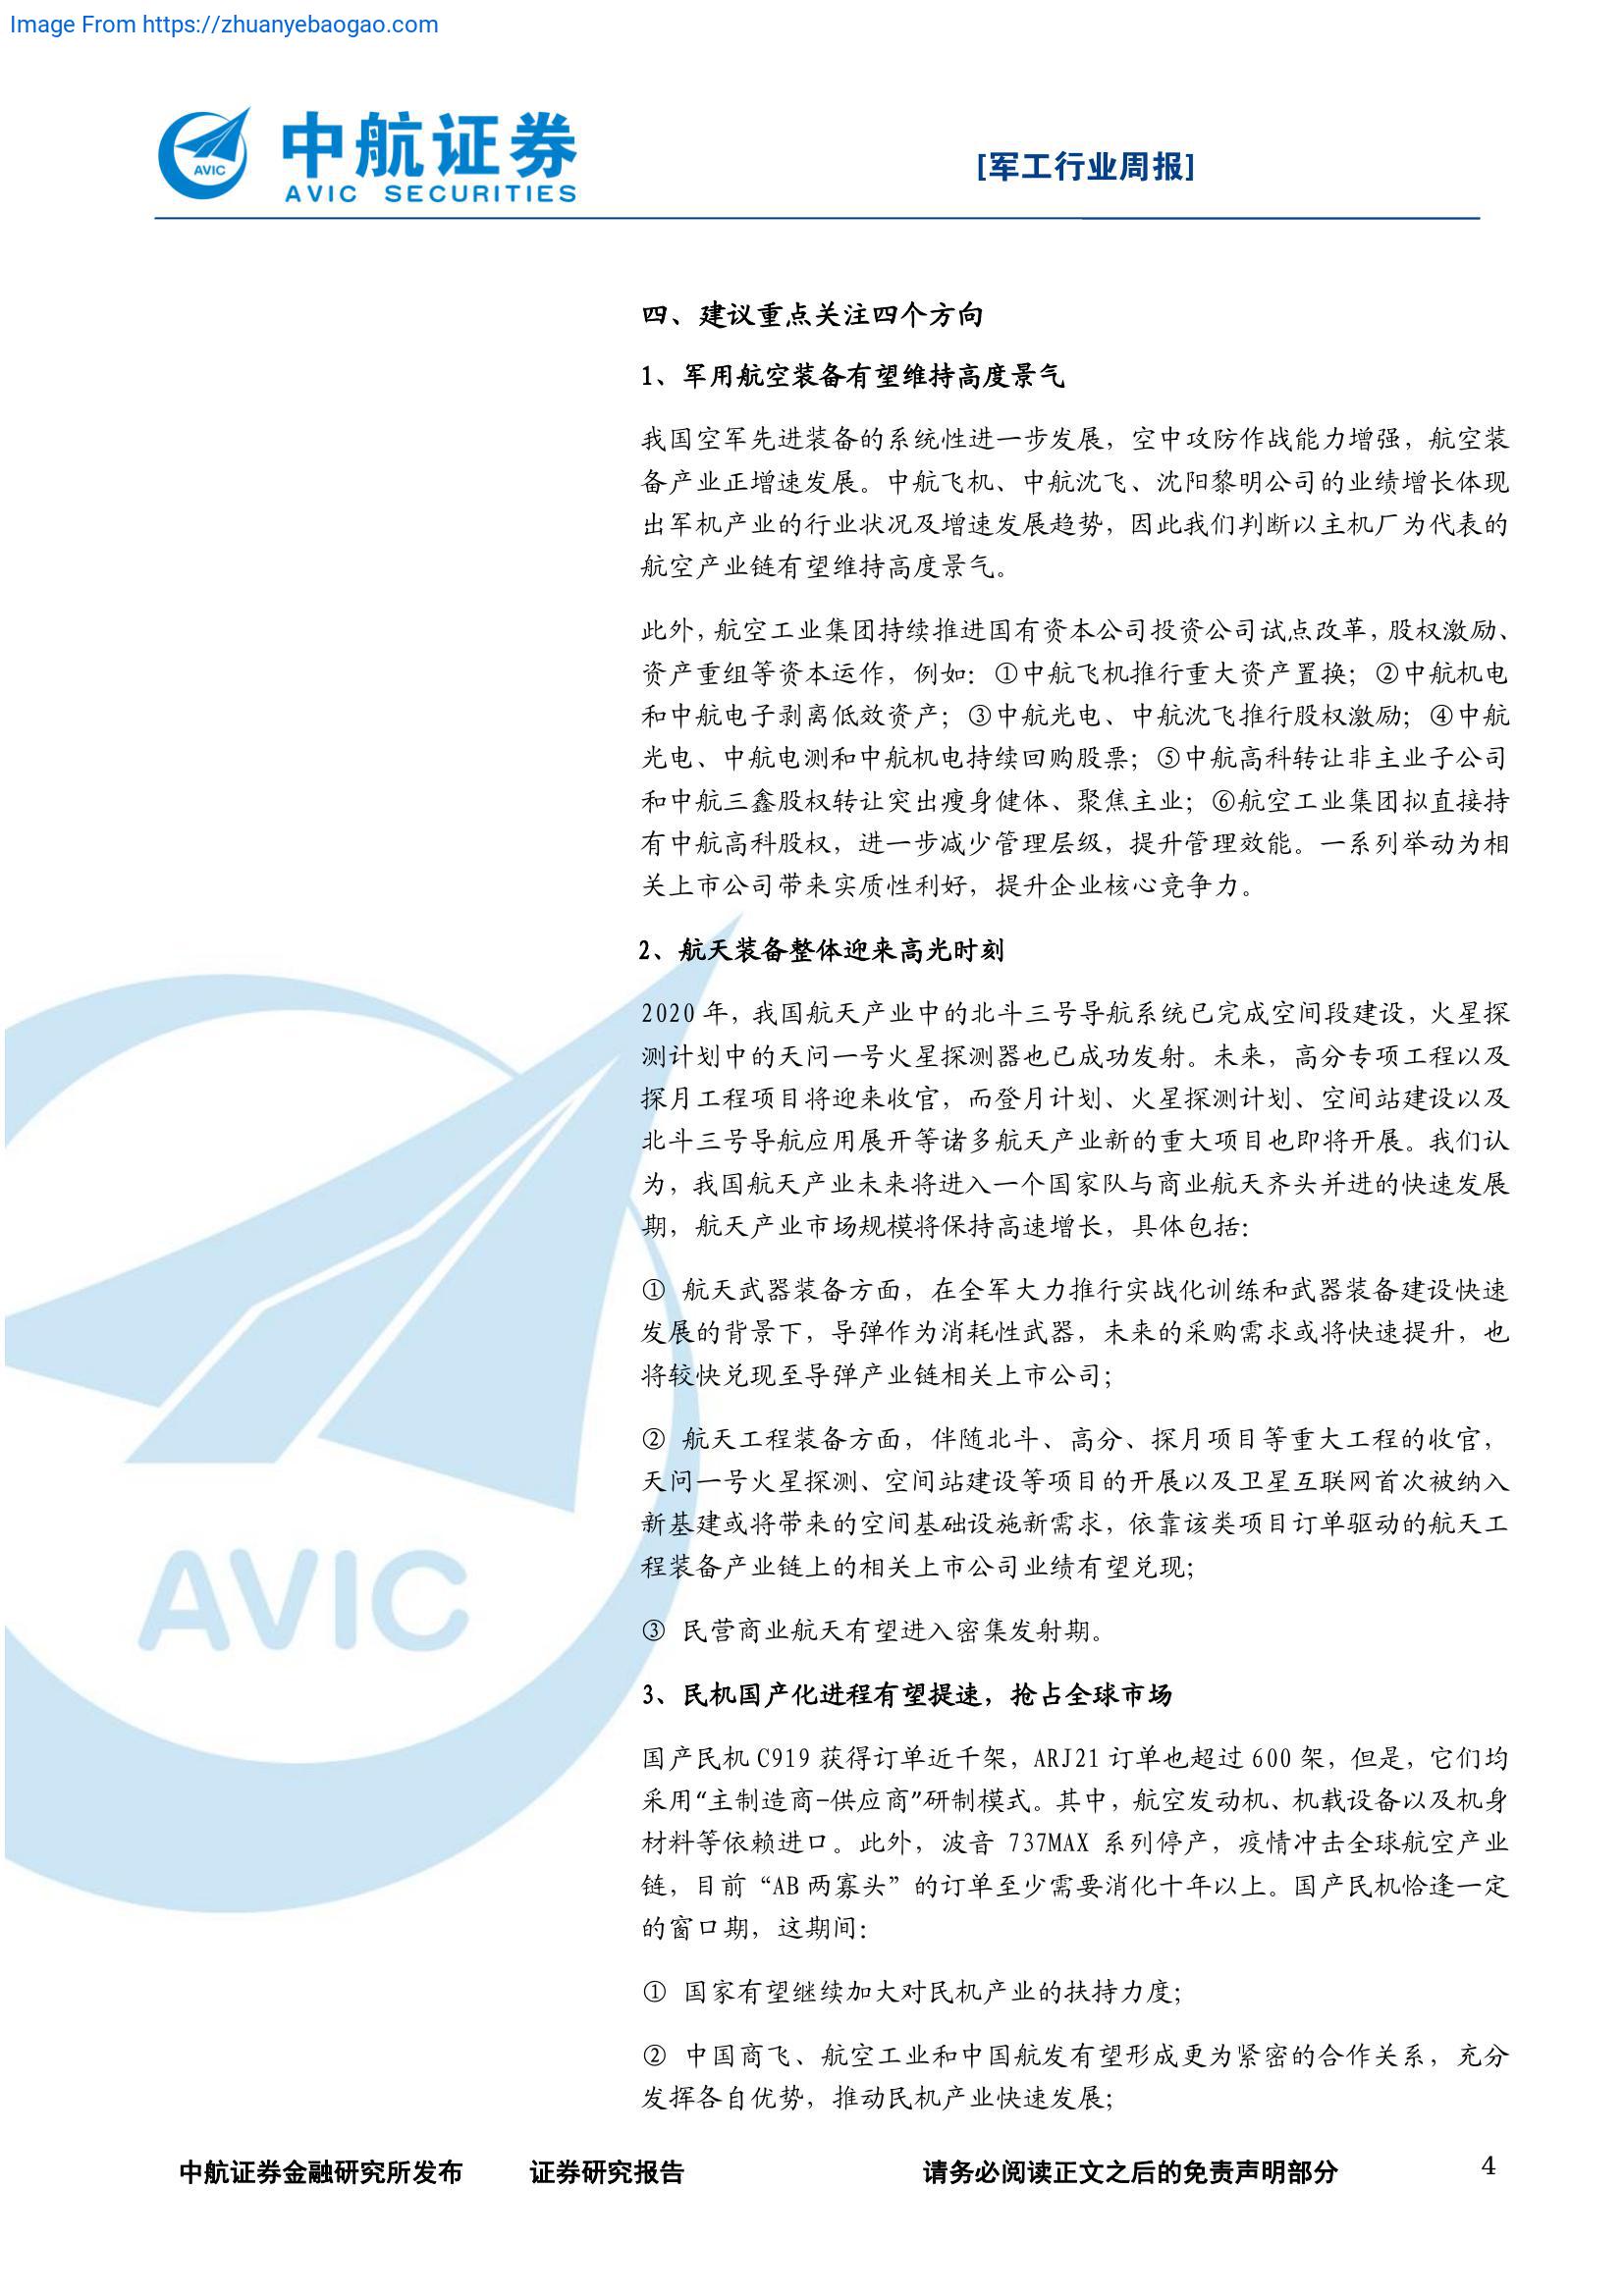 Image From https://zhuanyebaogao.com
AVIC
中航证券
AVIC SECURITIES
[军工行业周报]
四、建议重点关注四个方向
1、军用航空装备有望维持高度景气
我国空军先进装备的系统性进一步发展，空中攻防作战能力增强，航空装
备产业正增速发展。中航飞机、中航沈飞、沈阳黎明公司的业绩增长体现
出军机产业的行业状况及增速发展趋势，因此我们判断以主机厂为代表的
航空产业链有望维持高度景气。
此外，航空工业集团持续推进国有资本公司投资公司试点改革，股权激励、
资产重组等资本运作，例如：①中航飞机推行重大资产置换；②中航机电
和中航电子剥离低效资产；③中航光电、中航沈飞推行股权激励；④中航
光电、中航电测和中航机电持续回购股票；⑤中航高科转让非主业子公司
和中航三鑫股权转让突出瘦身健体、聚焦主业；⑥航空工业集团拟直接持
有中航高科股权，进一步减少管理层级，提升管理效能。一系列举动为相
关上市公司带来实质性利好，提升企业核心竞争力。
2、航天装备整体迎来高光时刻
2020 年，我国航天产业中的北斗三号导航系统已完成空间段建设，火星探
测计划中的天问一号火星探测器也已成功发射。未来，高分专项工程以及
探月工程项目将迎来收官，而登月计划、火星探测计划、空间站建设以及
北斗三号导航应用展开等诸多航天产业新的重大项目也即将开展。我们认
为，我国航天产业未来将进入一个国家队与商业航天齐头并进的快速发展
期，航天产业市场规模将保持高速增长，具体包括：
① 航天武器装备方面，在全军大力推行实战化训练和武器装备建设快速
发展的背景下，导弹作为消耗性武器，未来的采购需求或将快速提升，也
将较快兑现至导弹产业链相关上市公司；
② 航天工程装备方面，伴随北斗、高分、探月项目等重大工程的收官，
天问一号火星探测、空间站建设等项目的开展以及卫星互联网首次被纳入
新基建或将带来的空间基础设施新需求，依靠该类项目订单驱动的航天工
程装备产业链上的相关上市公司业绩有望兑现；
③ 民营商业航天有望进入密集发射期。
3、民机国产化进程有望提速，抢占全球市场
国产民机 C919 获得订单近千架，ARJ21 订单也超过 600 架，但是，它们均
采用“主制造商-供应商”研制模式。其中，航空发动机、机载设备以及机身
材料等依赖进口。此外，波音 737MAX 系列停产，疫情冲击全球航空产业
链，目前“AB 两寡头”的订单至少需要消化十年以上。国产民机恰逢一定
的窗口期，这期间：
① 国家有望继续加大对民机产业的扶持力度；
② 中国商飞、航空工业和中国航发有望形成更为紧密的合作关系，充分
发挥各自优势，推动民机产业快速发展；
AVIC
中航证券金融研究所发布 证券研究报告 请务必阅读正文之后的免责声明部分 4